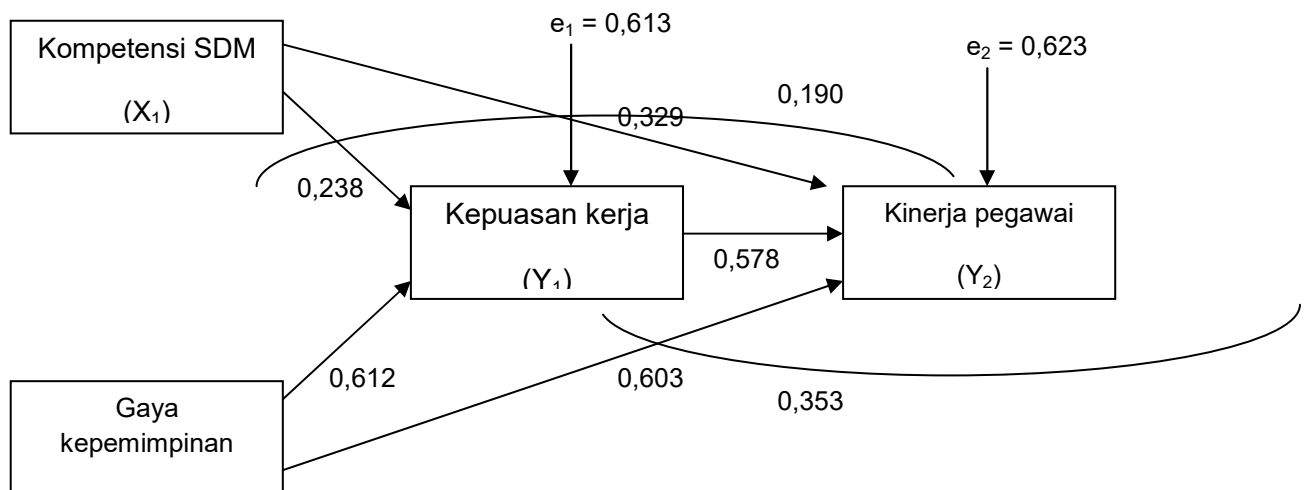 Kompetensi SDM
(X₁)
e₁ = 0,613
e₂ = 0,623
0,190
0,329
0,238
Kepuasan kerja
(Y₁)
0,578
Kinerja pegawai
(Y₂)
0,612
0,603
0,353
Gaya
kepemimpinan